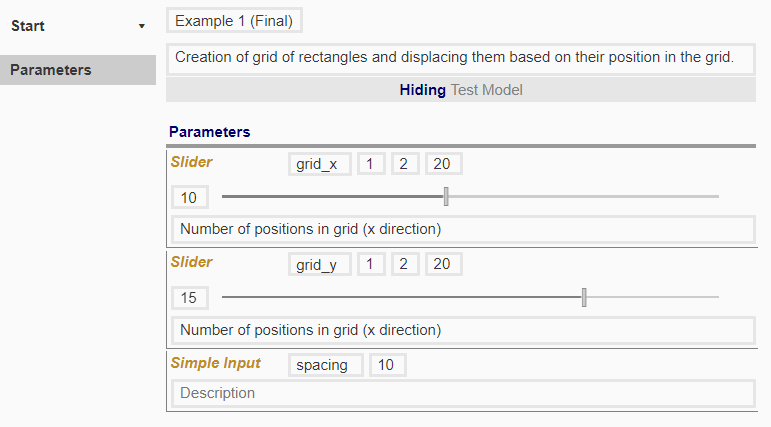 Start
Parameters
Example 1 (Final)
Creation of grid of rectangles and displacing them based on their position in the grid.
Hiding Test Model
Parameters
Slider grid_x 1 2 20
10
Number of positions in grid (x direction)
Slider grid_y 1 2 20
15
Number of positions in grid (x direction)
Simple Input spacing 10
Description